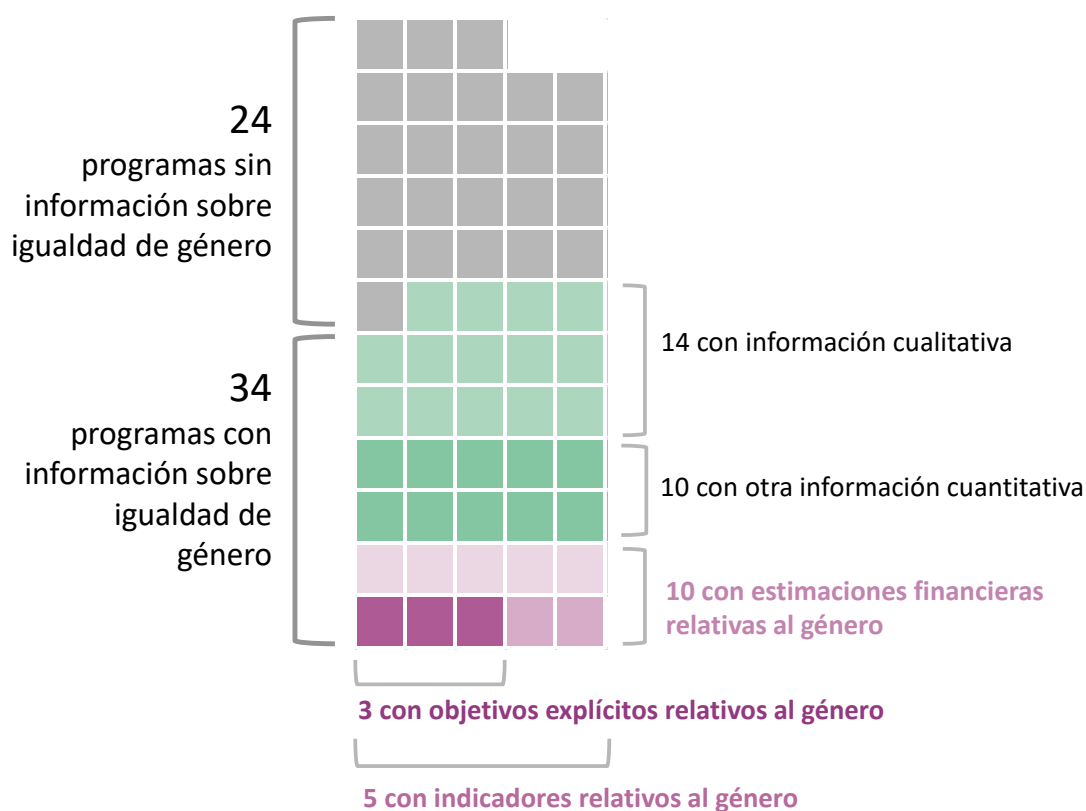 24
programas sin
información sobre
igualdad de género
34
programas con
información sobre
igualdad de
género
14 con información cualitativa
10 con otra información cuantitativa
10 con estimaciones financieras
relativas al género
3 con objetivos explícitos relativos al género
5 con indicadores relativos al género